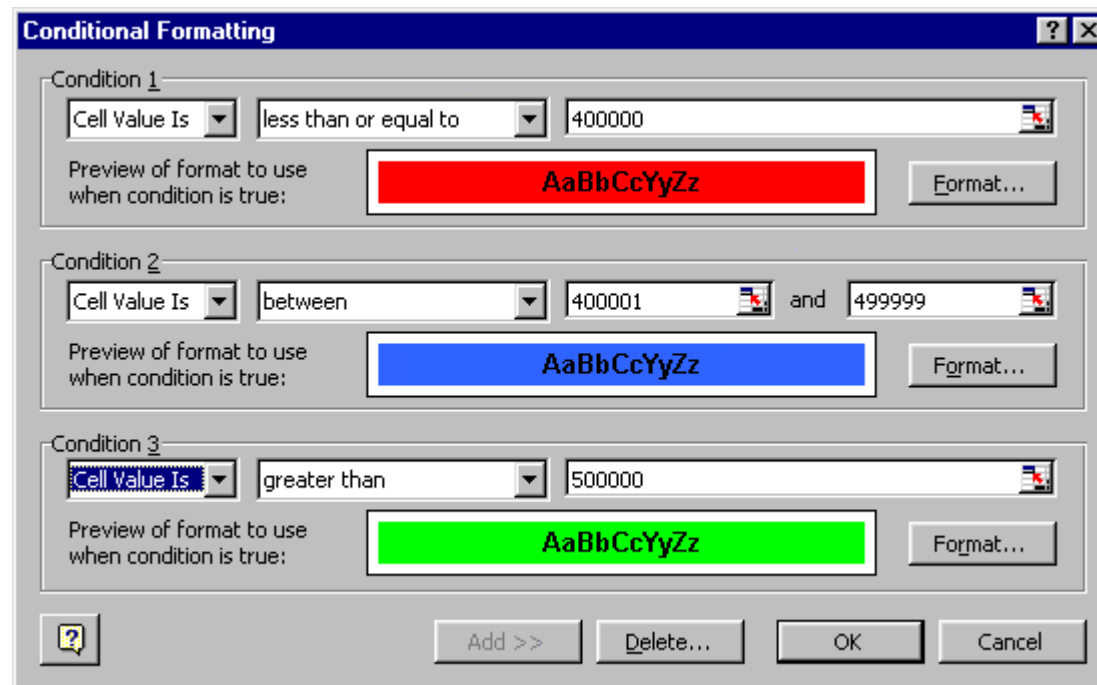 Conditional Formatting
Condition 1
Cell Value Is less than or equal to 400000
Preview of format to use
when condition is true:
AaBbCcYyZz
Format...
Condition 2
Cell Value Is between 400001 and 499999
Preview of format to use
when condition is true:
AaBbCcYyZz
Format...
Condition 3
Cell Value Is greater than 500000
Preview of format to use
when condition is true:
AaBbCcYyZz
Format...
Add >> Delete... OK Cancel